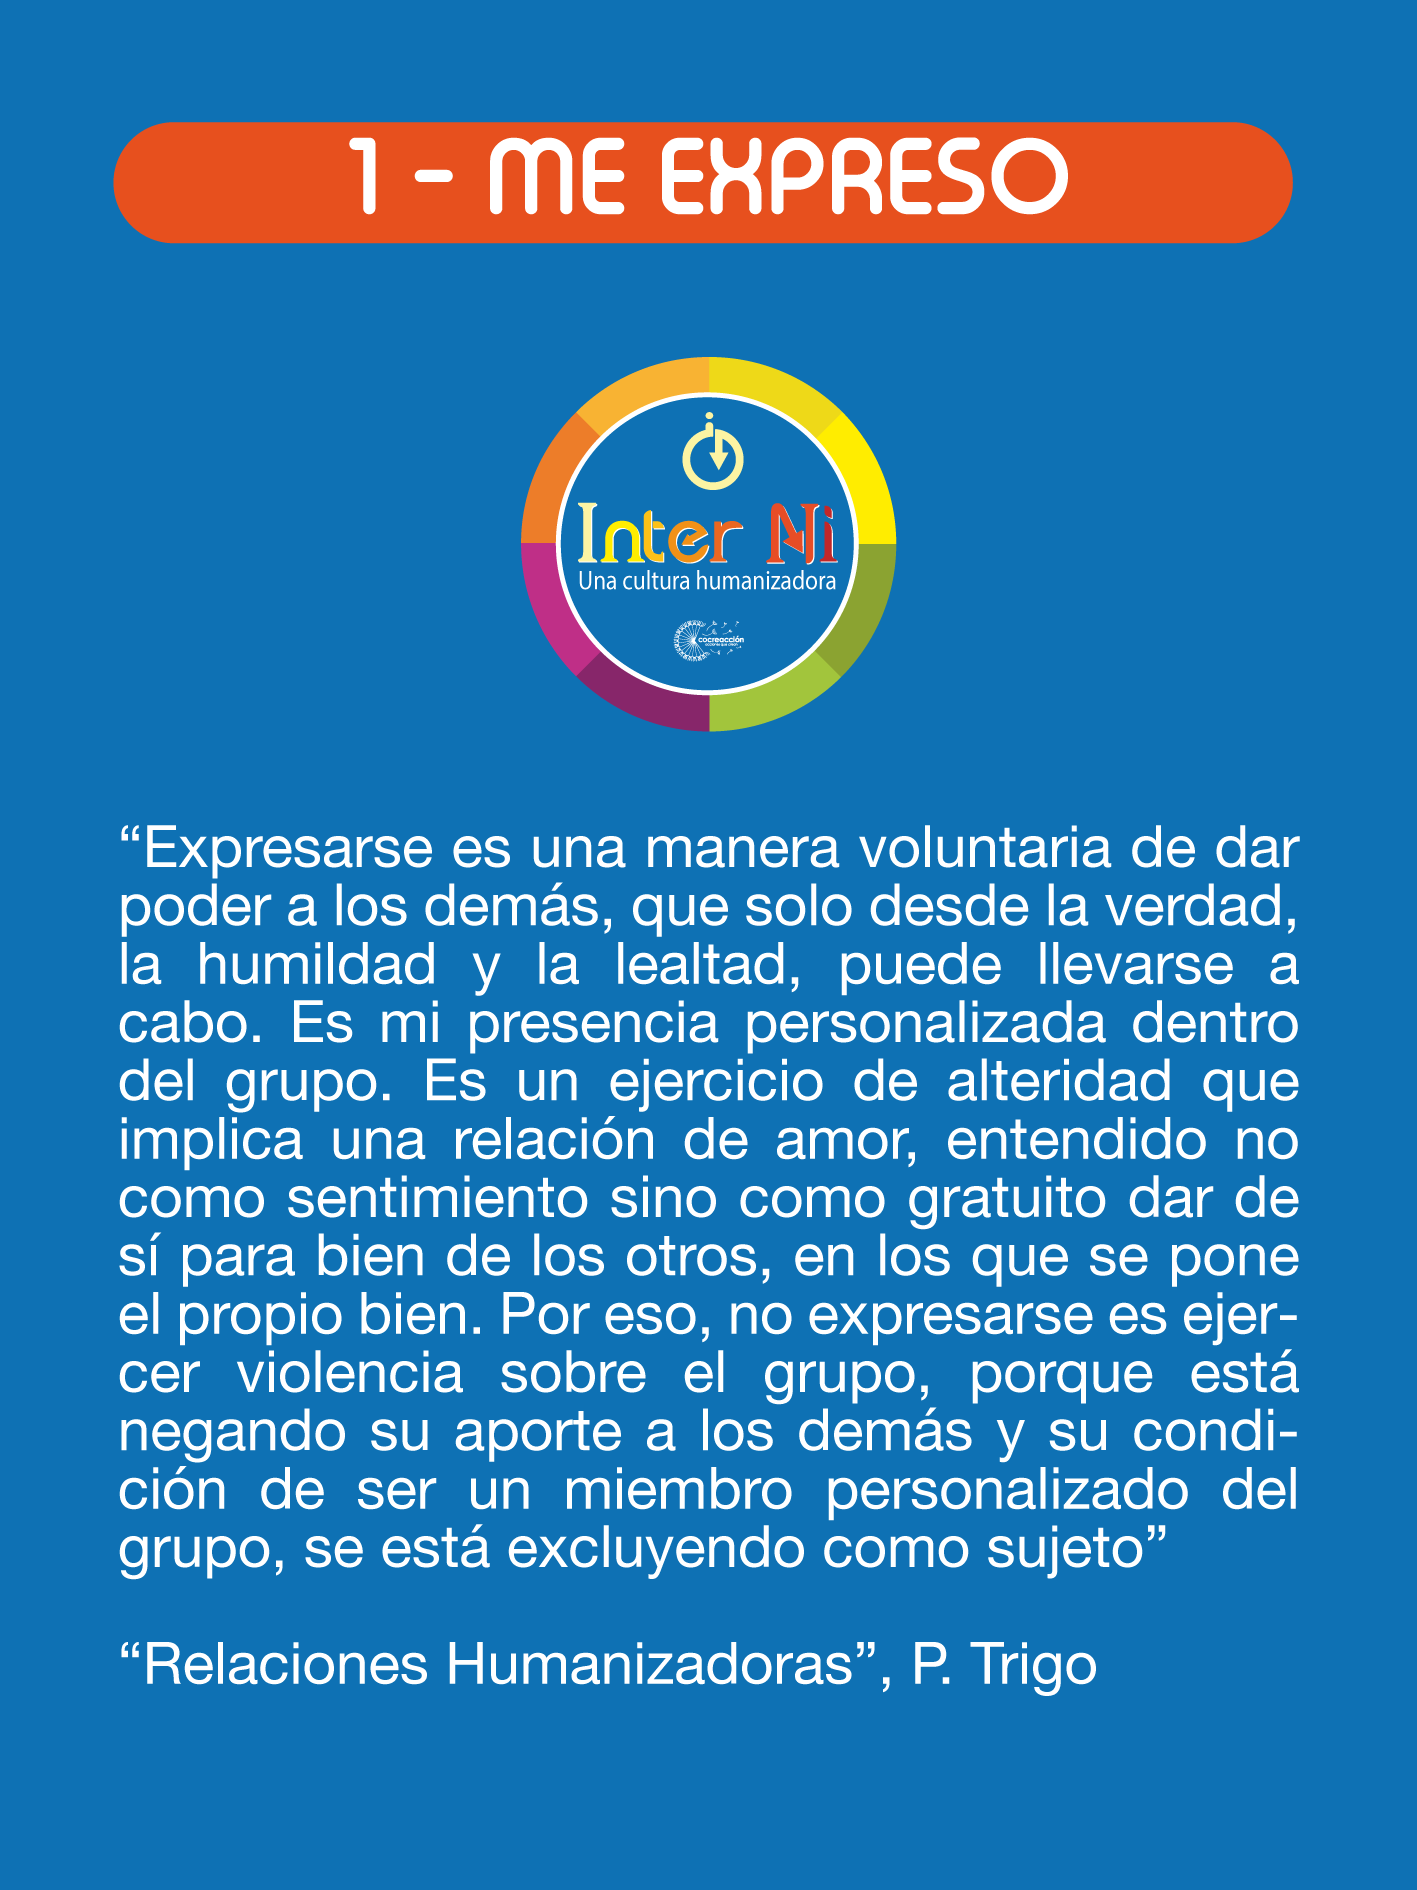 1 - ME EXPRESO
Inter Ni
Una cultura humanizadora
cocreacción
“Expresarse es una manera voluntaria de dar
poder a los demás, que solo desde la verdad,
la humildad y la lealtad, puede llevarse a
cabo. Es mi presencia personalizada dentro
del grupo. Es un ejercicio de alteridad que
implica una relación de amor, entendido no
como sentimiento sino como gratuito dar de
sí para bien de los otros, en los que se pone
el propio bien. Por eso, no expresarse es ejer-
cer violencia sobre el grupo, porque está
negando su aporte a los demás y su condi-
ción de ser un miembro personalizado del
grupo, se está excluyendo como sujeto”
“Relaciones Humanizadoras”, P. Trigo